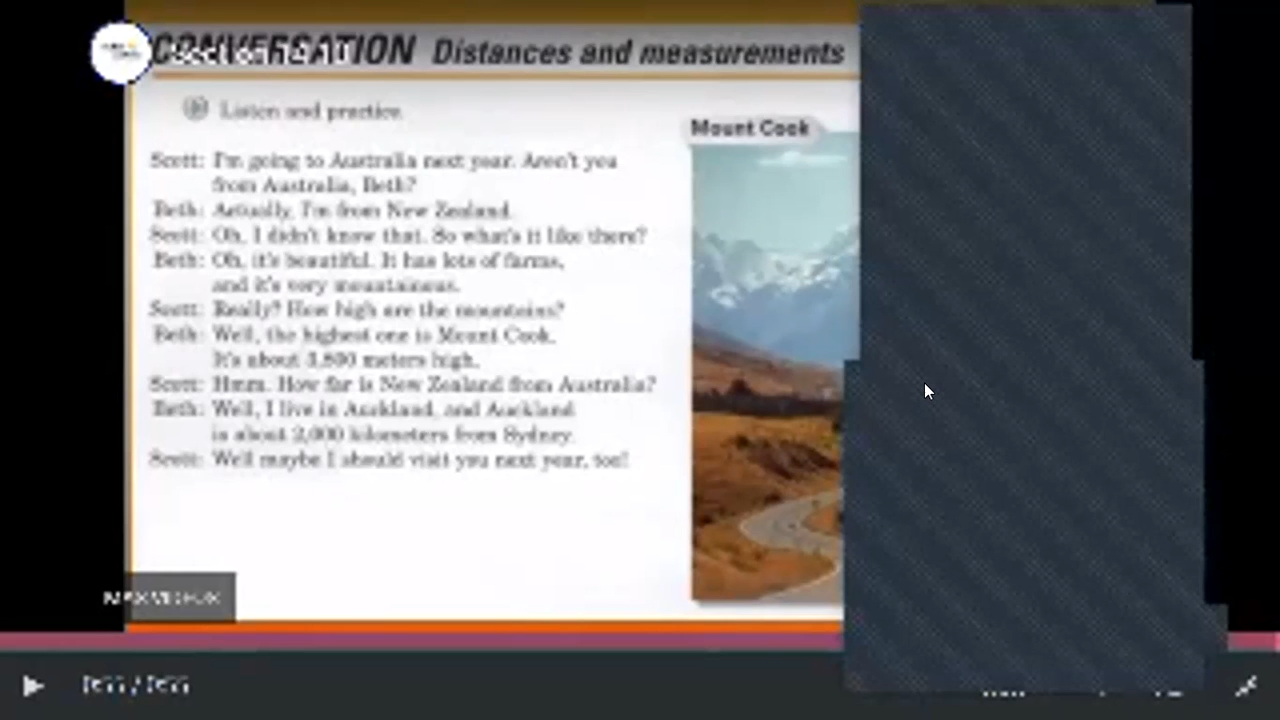 CONVERSATION Distances and measurements
Listen and practice.
Mount Cook
Scott: I'm going to Australia next year. Aren't you
from Australia, Beth?
Beth: Actually, I'm from New Zealand.
Scott: Oh, I didn't know that. So what's it like there?
Beth: Oh, it's beautiful. It has lots of farms,
and it's very mountainous.
Scott: Really? How high are the mountains?
Beth: Well, the highest one is Mount Cook.
It's about 3,800 meters high.
Scott: Hmm. How far is New Zealand from Australia?
Beth: Well, I live in Auckland, and Auckland
is about 2,000 kilometers from Sydney.
Scott: Well maybe I should visit you next year, too!